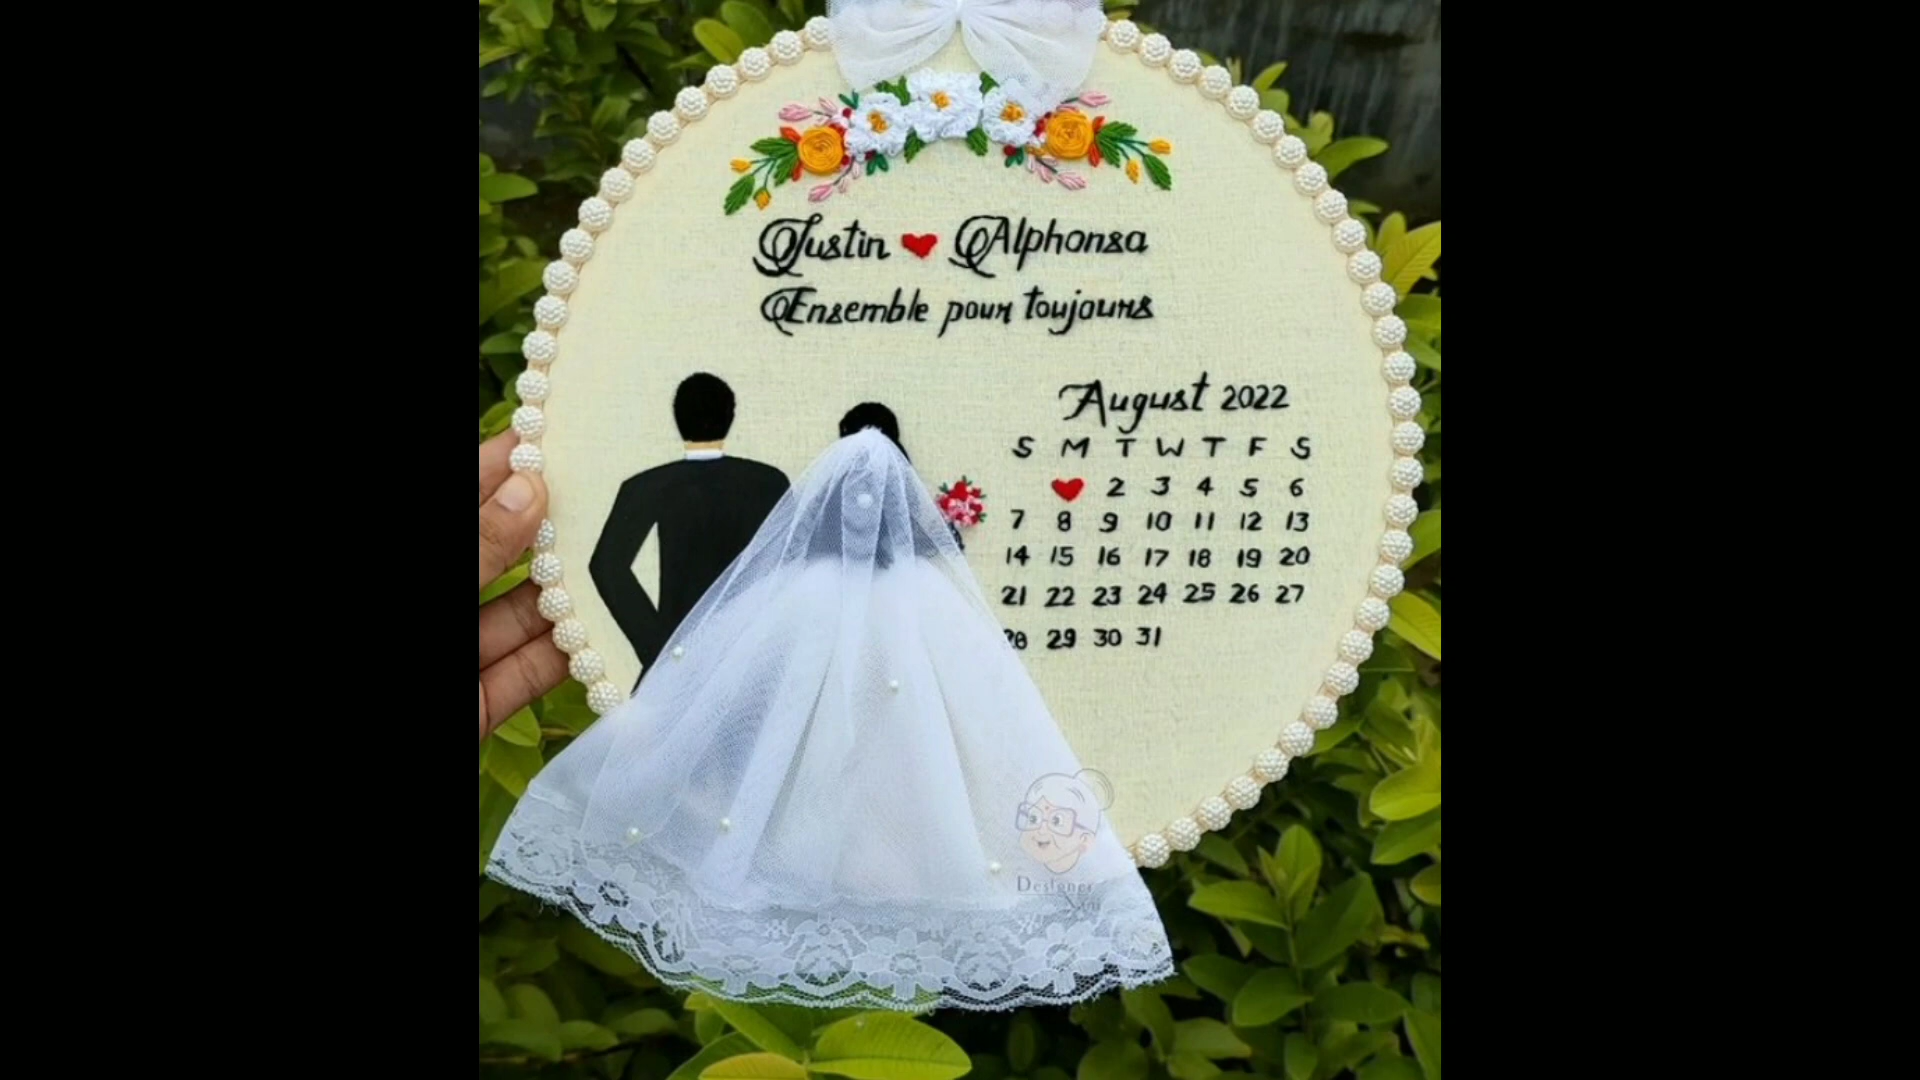 Justin Alphonsa
Ensemble pour toujours
August 2022
S M T W T F S
2 3 4 5 6
7 8 9 10 11 12 13
14 15 16 17 18 19 20
21 22 23 24 25 26 27
28 29 30 31
Designer